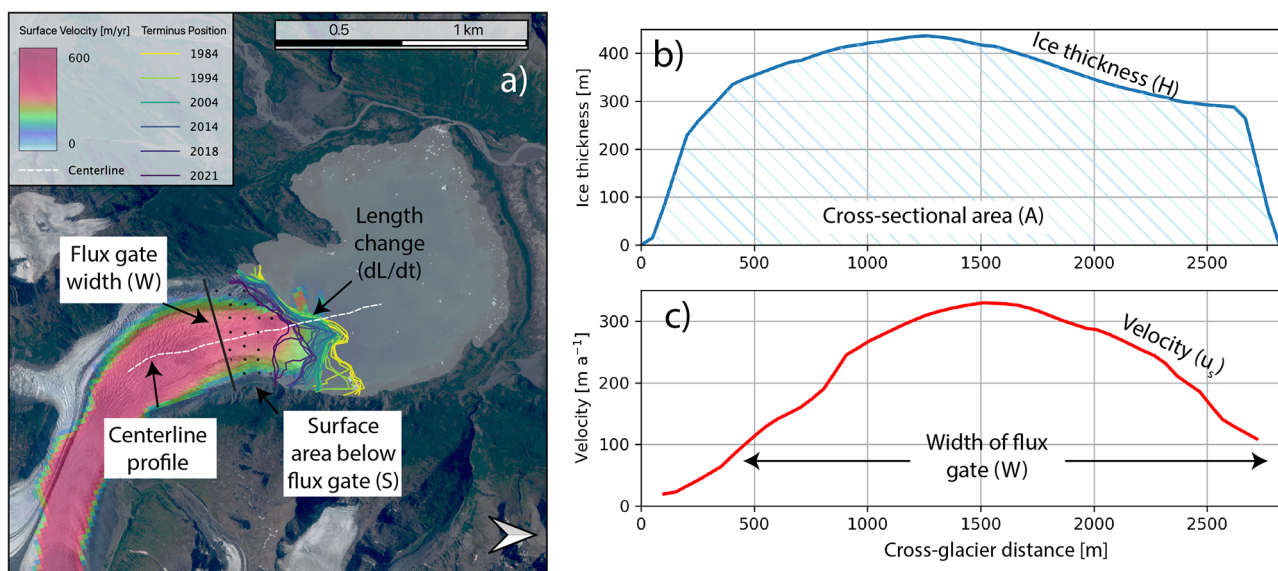 Surface Velocity [m/yr]
600
0
Centerline
Terminus Position
1984
1994
2004
2014
2018
2021
0.5
1 km
a)
Length
change
(dL/dt)
Flux gate
width (W)
Centerline
profile
Surface
area below
flux gate (S)
b)
Ice thickness (H)
Cross-sectional area (A)
Ice thickness [m]
400
300
200
100
0
0 500 1000 1500 2000 2500
c)
Velocity (uₛ)
Width of flux
gate (W)
Velocity [m a⁻¹]
300
200
100
0
0 500 1000 1500 2000 2500
Cross-glacier distance [m]